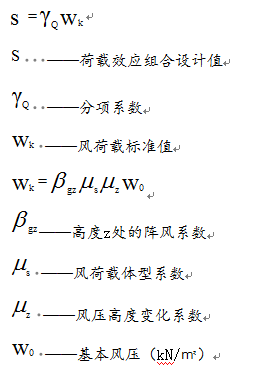 s =γQwk
s ——荷载效应组合设计值
γQ ——分项系数
wk ——风荷载标准值
wk = βgz μs μz w0
βgz——高度z处的阵风系数
μs ——风荷载体型系数
μz ——风压高度变化系数
w0 ——基本风压（kN/㎡）